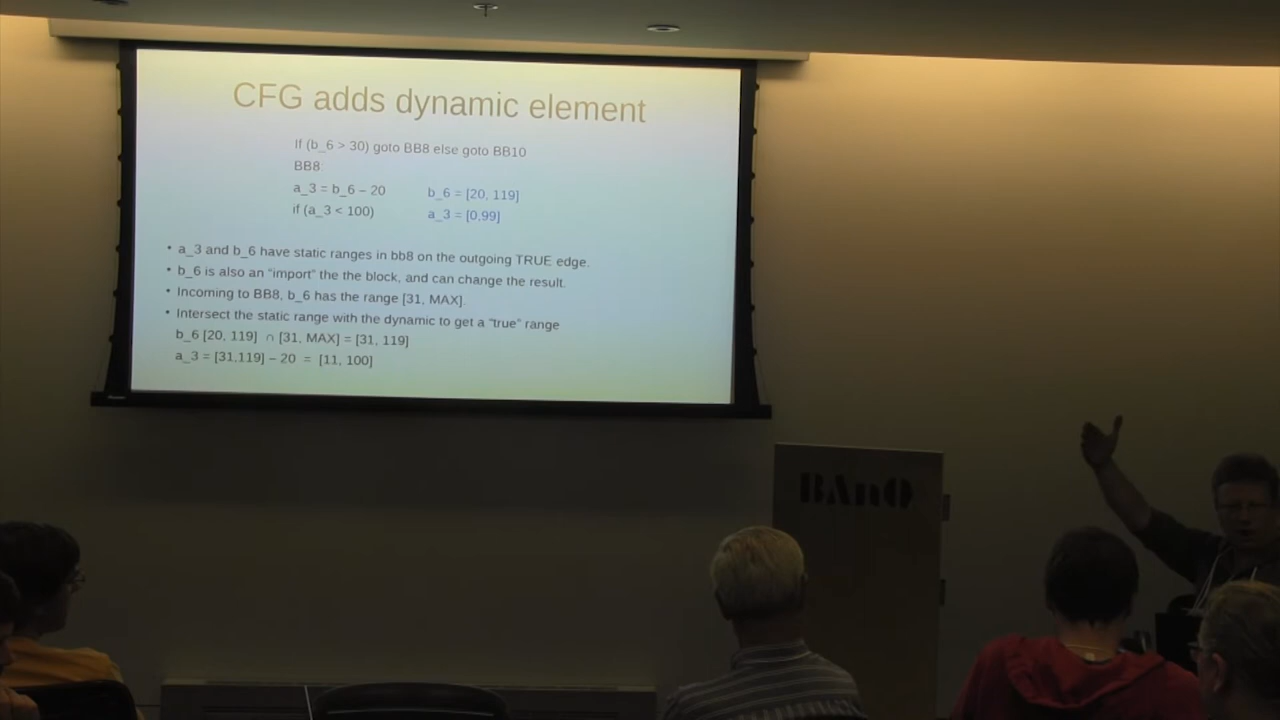 CFG adds dynamic element
If (b_6 > 30) goto BB8 else goto BB10
BB8:
a_3 = b_6 – 20 b_6 = [20, 119]
if (a_3 < 100) a_3 = [0,99]
• a_3 and b_6 have static ranges in bb8 on the outgoing TRUE edge.
• b_6 is also an “import” the the block, and can change the result.
• Incoming to BB8, b_6 has the range [31, MAX].
• Intersect the static range with the dynamic to get a “true” range
b_6 [20, 119] ∩ [31, MAX] = [31, 119]
a_3 = [31,119] – 20 = [11, 100]
BAnQ